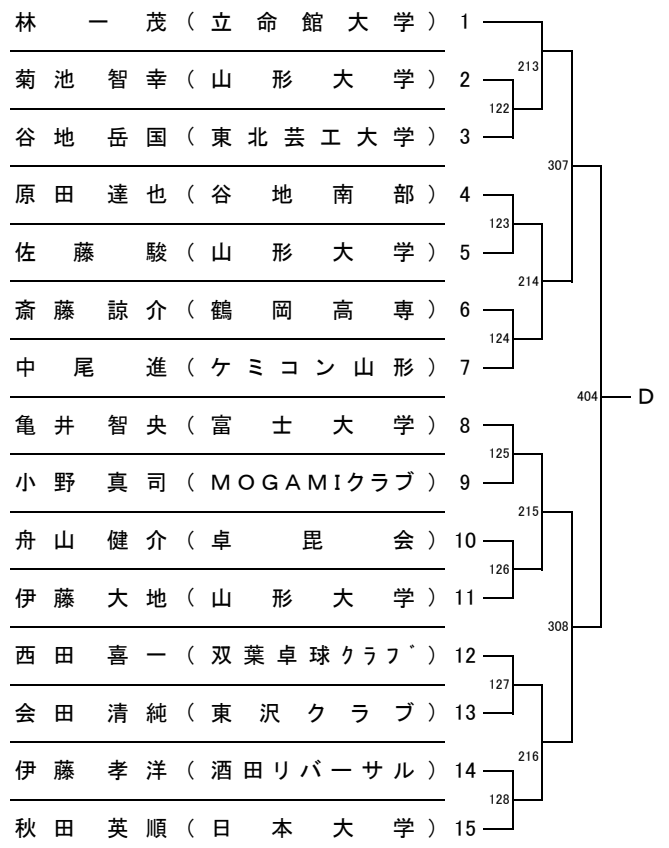 林 一 茂 ( 立 命 館 大 学 ) 1
213
菊 池 智 幸 ( 山 形 大 学 ) 2
122
谷 地 岳 国 ( 東 北 芸 工 大 学 ) 3
307
原 田 達 也 ( 谷 地 南 部 ) 4
123
佐 藤 駿 ( 山 形 大 学 ) 5
214
斎 藤 諒 介 ( 鶴 岡 高 専 ) 6
124
中 尾 進 ( ケ ミ コ ン 山 形 ) 7
404 D
亀 井 智 央 ( 富 士 大 学 ) 8
125
小 野 真 司 ( ＭＯＧＡＭＩクラブ ) 9
215
舟 山 健 介 ( 卓 毘 会 ) 10
126
伊 藤 大 地 ( 山 形 大 学 ) 11
308
西 田 喜 一 ( 双 葉 卓 球 ｸ ﾗ ﾌ ﾞ ) 12
127
会 田 清 純 ( 東 沢 ク ラ ブ ) 13
216
伊 藤 孝 洋 ( 酒 田 リ バ ー サ ル ) 14
128
秋 田 英 順 ( 日 本 大 学 ) 15